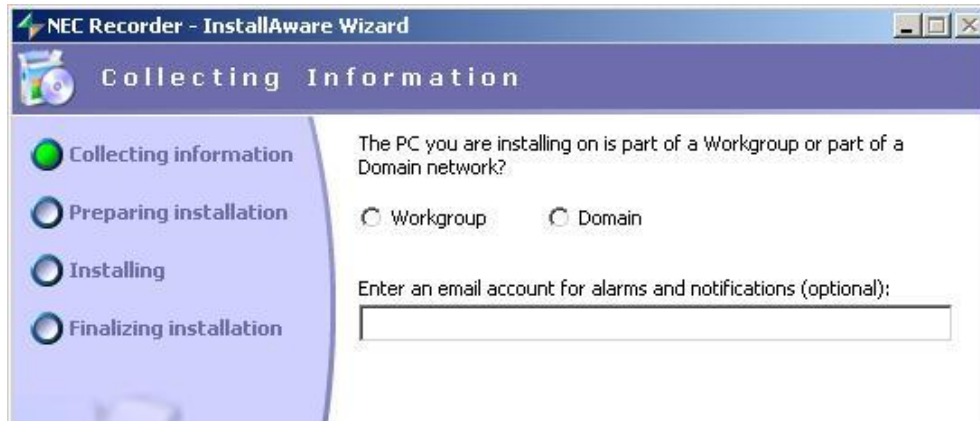 NEC Recorder - InstallAware Wizard
Collecting Information
Collecting information
Preparing installation
Installing
Finalizing installation
The PC you are installing on is part of a Workgroup or part of a
Domain network?
Workgroup Domain
Enter an email account for alarms and notifications (optional):